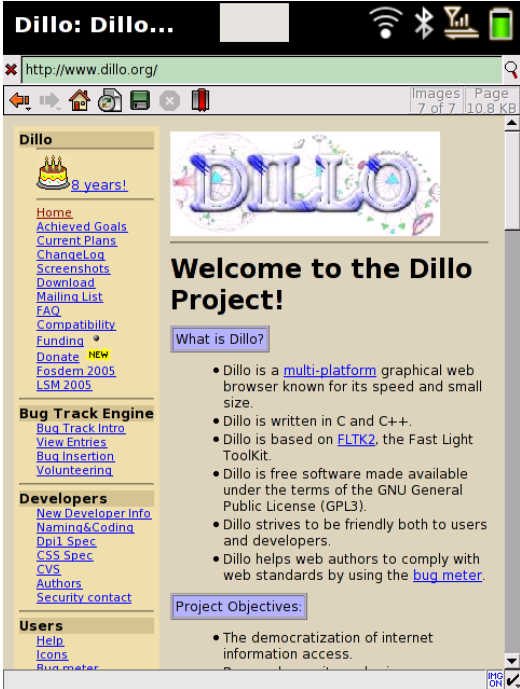 Dillo: Dillo...
http://www.dillo.org/
Images
7 of 7
Page
10.8 KB
Dillo
8 years!
Home
Achieved Goals
Current Plans
ChangeLog
Screenshots
Download
Mailing List
FAQ
Compatibility
Funding
Donate NEW
Fosdem 2005
LSM 2005
Bug Track Engine
Bug Track Intro
View Entries
Bug Insertion
Volunteering
Developers
New Developer Info
Naming&Coding
Dpi1 Spec
CSS Spec
CVS
Authors
Security contact
Users
Help
Icons
Bug meter
DILLO
Welcome to the Dillo
Project!
What is Dillo?
Dillo is a multi-platform graphical web
browser known for its speed and small
size.
Dillo is written in C and C++.
Dillo is based on FLTK2, the Fast Light
ToolKit.
Dillo is free software made available
under the terms of the GNU General
Public License (GPL3).
Dillo strives to be friendly both to users
and developers.
Dillo helps web authors to comply with
web standards by using the bug meter.
Project Objectives:
The democratization of internet
information access.
IMG
ON